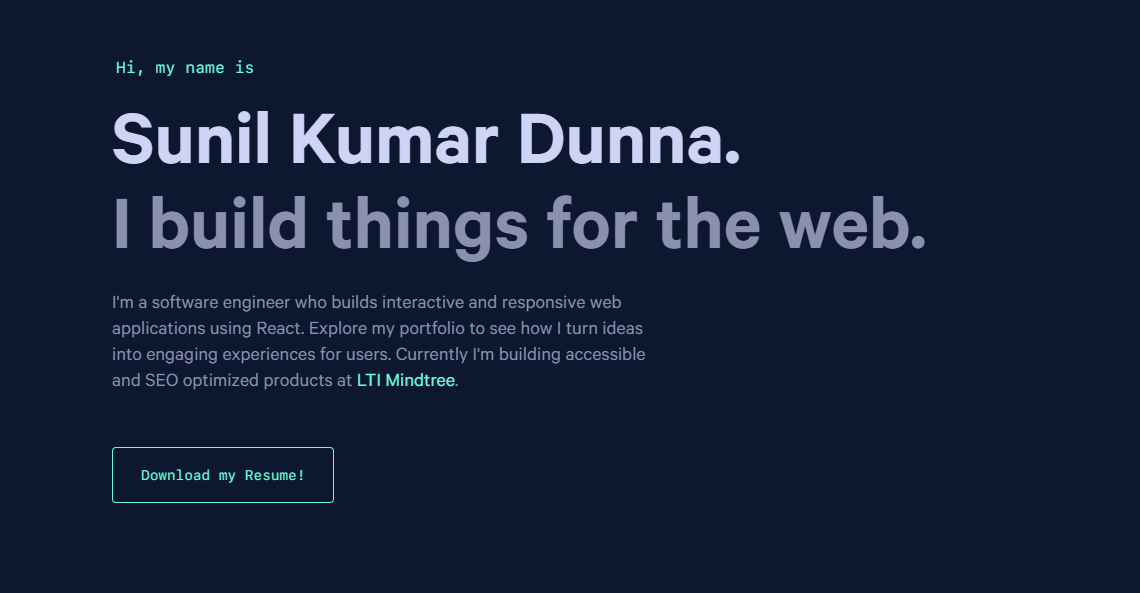 Hi, my name is
Sunil Kumar Dunna.
I build things for the web.
I'm a software engineer who builds interactive and responsive web
applications using React. Explore my portfolio to see how I turn ideas
into engaging experiences for users. Currently I'm building accessible
and SEO optimized products at LTI Mindtree.
Download my Resume!